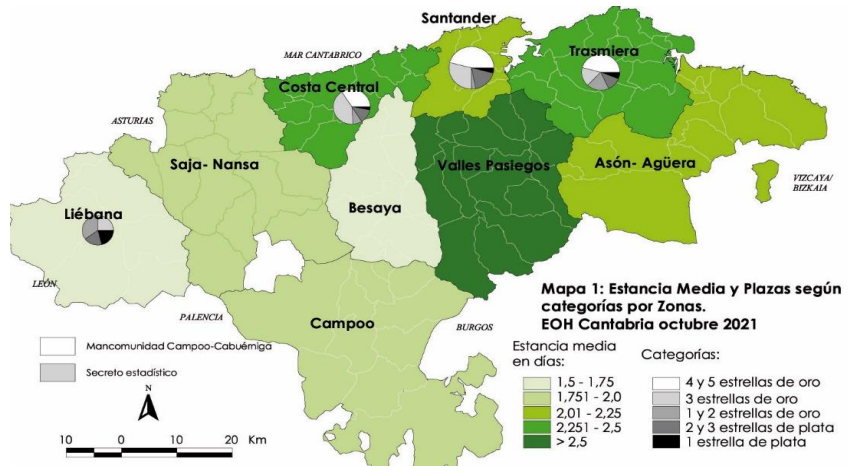 Santander
MAR CANTABRICO
Trasmiera
Costa Central
ASTURIAS
Saja- Nansa
Valles Pasiegos
Asón- Agüera
VIZCAYA/
BIZKAIA
Liébana
Besaya
LEÓN
PALENCIA
Campoo
BURGOS
Mapa 1: Estancia Media y Plazas según
categorías por Zonas.
EOH Cantabria octubre 2021
Mancomunidad Campoo-Cabuérniga
Secreto estadístico
N
10 0 10 20 Km
Estancia media
en días:
1,5 - 1,75
1,751 - 2,0
2,01 - 2,25
2,251 - 2,5
> 2,5
Categorías:
4 y 5 estrellas de oro
3 estrellas de oro
1 y 2 estrellas de oro
2 y 3 estrellas de plata
1 estrella de plata